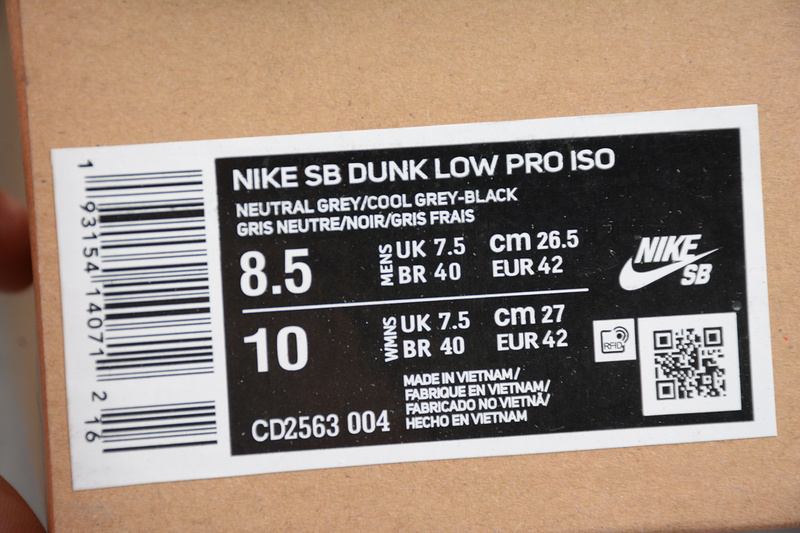 NIKE SB DUNK LOW PRO ISO
NEUTRAL GREY/COOL GREY-BLACK
GRIS NEUTRE/NOIR/GRIS FRAIS
8.5
MENS
UK 7.5
cm 26.5
BR 40
EUR 42
10
WMNS
UK 7.5
cm 27
BR 40
EUR 42
MADE IN VIETNAM/
FABRIQUE EN VIETNAM/
FABRICADO NO VIETNÃ/
HECHO EN VIETNAM
CD2563 004
NIKE
SB
RFID
1 93154 14071 2 16